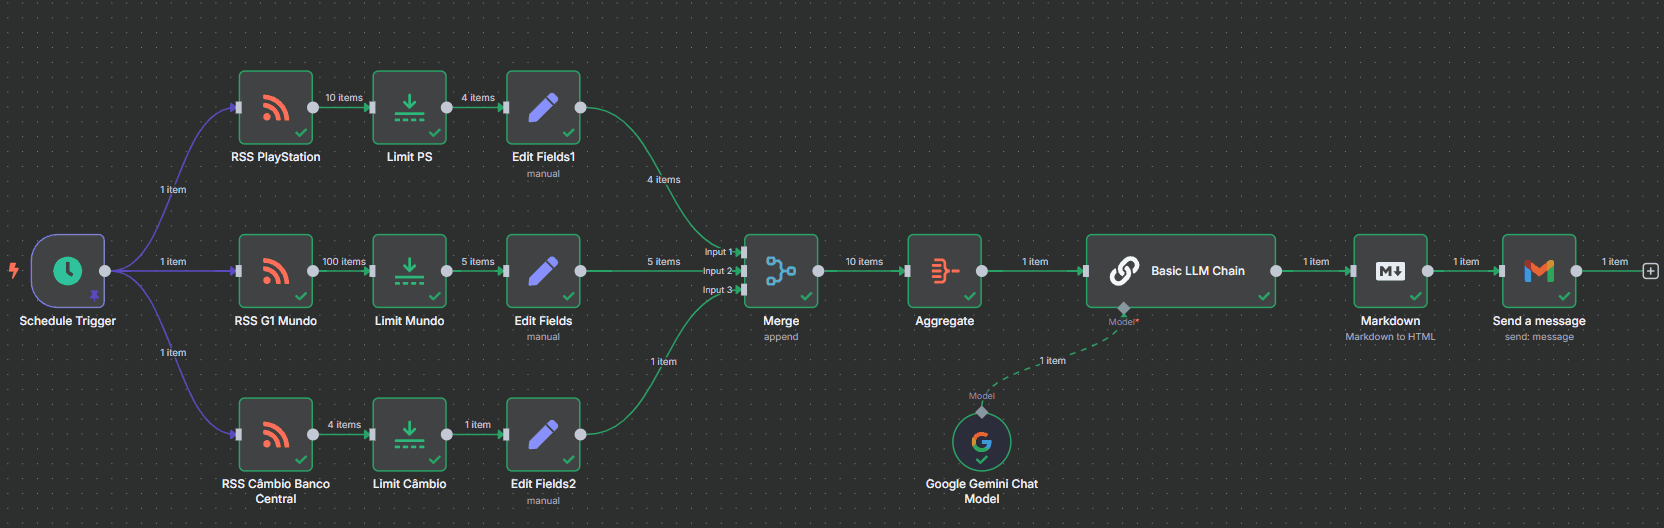 10 items
4 items
RSS PlayStation
Limit PS
Edit Fields1
manual
1 item
4 items
Schedule Trigger
1 item
100 items
5 items
RSS G1 Mundo
Limit Mundo
Edit Fields
manual
5 items
Input 1
Input 2
Input 3
Merge
append
10 items
Aggregate
1 item
Basic LLM Chain
Model*
1 item
M
Markdown
Markdown to HTML
1 item
Send a message
send: message
1 item
1 item
4 items
1 item
RSS Câmbio Banco
Central
Limit Câmbio
Edit Fields2
manual
1 item
1 item
Model
G
Google Gemini Chat
Model